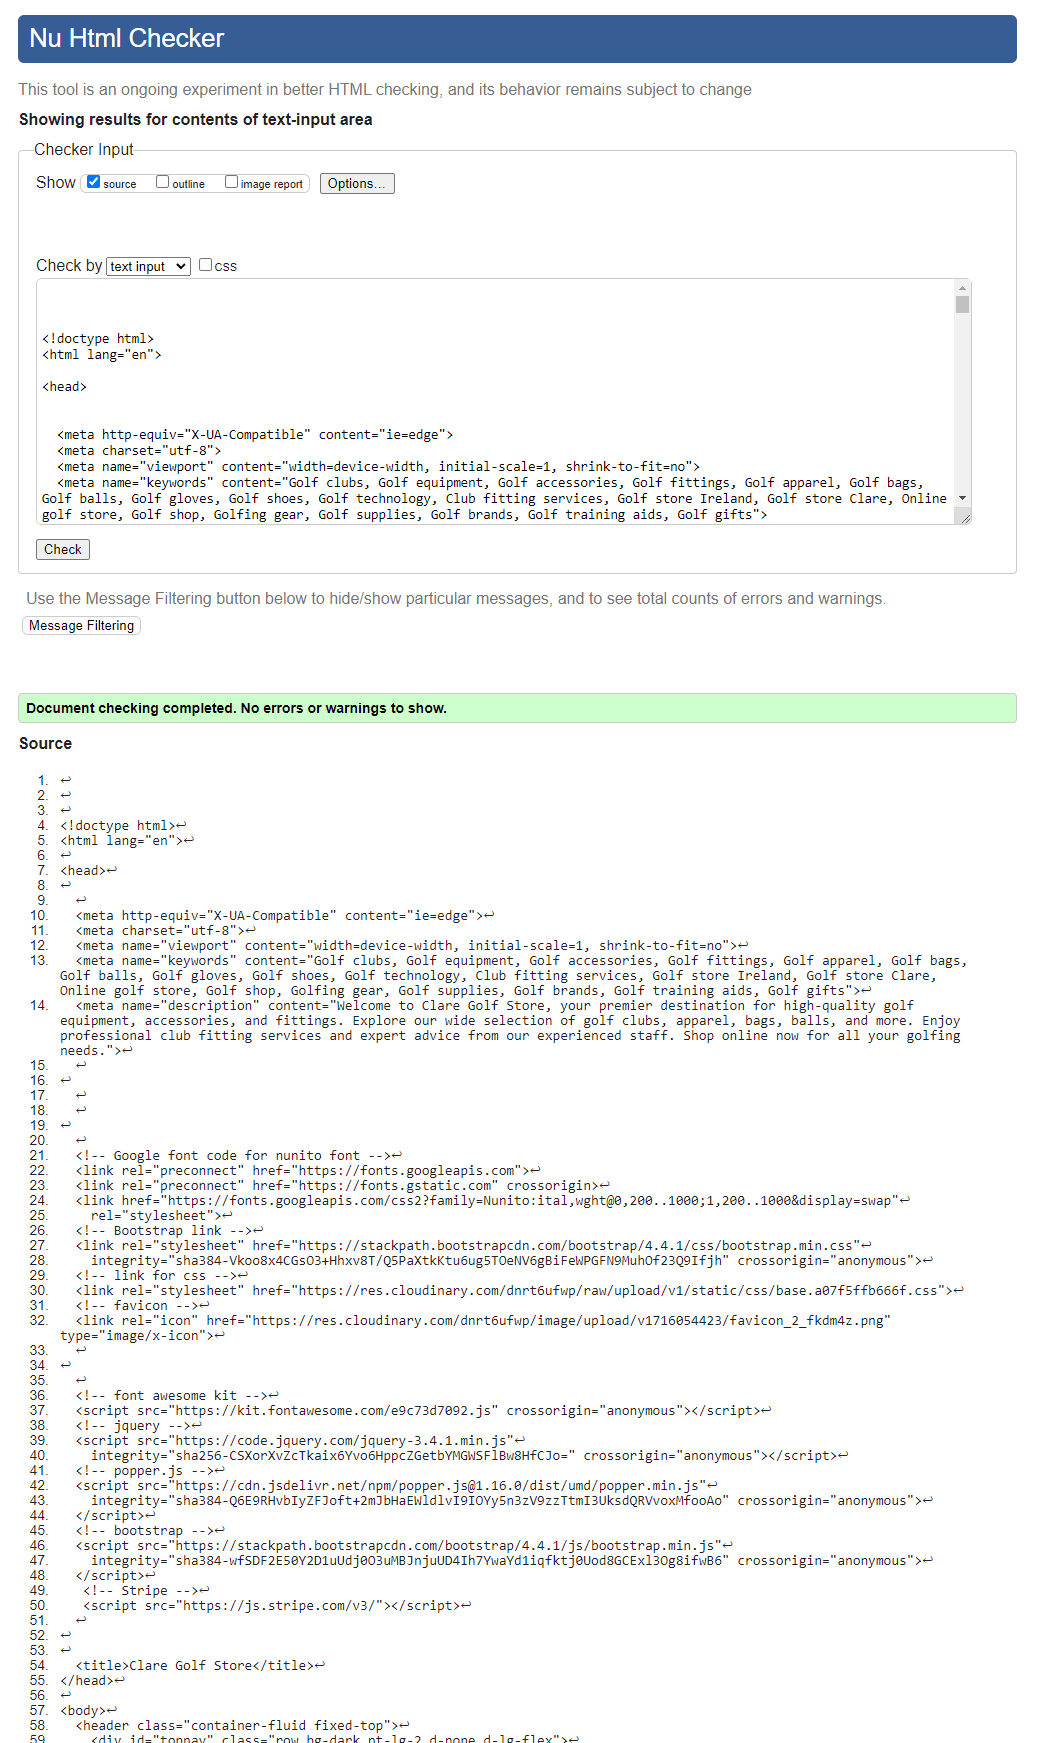 Nu Html Checker
This tool is an ongoing experiment in better HTML checking, and its behavior remains subject to change
Showing results for contents of text-input area
Checker Input
Show source outline image report Options...
Check by text input css
<!doctype html>
<html lang="en">
<head>
<meta http-equiv="X-UA-Compatible" content="ie=edge">
<meta charset="utf-8">
<meta name="viewport" content="width=device-width, initial-scale=1, shrink-to-fit=no">
<meta name="keywords" content="Golf clubs, Golf equipment, Golf accessories, Golf fittings, Golf apparel, Golf bags,
Golf balls, Golf gloves, Golf shoes, Golf technology, Club fitting services, Golf store Ireland, Golf store Clare, Online
golf store, Golf shop, Golfing gear, Golf supplies, Golf brands, Golf training aids, Golf gifts">
Check
Use the Message Filtering button below to hide/show particular messages, and to see total counts of errors and warnings.
Message Filtering
Document checking completed. No errors or warnings to show.
Source
1. ↩
2. ↩
3. ↩
4. <!doctype html>↩
5. <html lang="en">↩
6. ↩
7. <head>↩
8. ↩
9. ↩
10. <meta http-equiv="X-UA-Compatible" content="ie=edge">↩
11. <meta charset="utf-8">↩
12. <meta name="viewport" content="width=device-width, initial-scale=1, shrink-to-fit=no">↩
13. <meta name="keywords" content="Golf clubs, Golf equipment, Golf accessories, Golf fittings, Golf apparel, Golf bags,
Golf balls, Golf gloves, Golf shoes, Golf technology, Club fitting services, Golf store Ireland, Golf store Clare,
Online golf store, Golf shop, Golfing gear, Golf supplies, Golf brands, Golf training aids, Golf gifts">↩
14. <meta name="description" content="Welcome to Clare Golf Store, your premier destination for high-quality golf
equipment, accessories, and fittings. Explore our wide selection of golf clubs, apparel, bags, balls, and more. Enjoy
professional club fitting services and expert advice from our experienced staff. Shop online now for all your golfing
needs.">↩
15. ↩
16. ↩
17. ↩
18. ↩
19. ↩
20. ↩
21. <!-- Google font code for nunito font -->↩
22. <link rel="preconnect" href="https://fonts.googleapis.com">↩
23. <link rel="preconnect" href="https://fonts.gstatic.com" crossorigin>↩
24. <link href="https://fonts.googleapis.com/css2?family=Nunito:ital,wght@0,200..1000;1,200..1000&display=swap"↩
25. rel="stylesheet">↩
26. <!-- Bootstrap link -->↩
27. <link rel="stylesheet" href="https://stackpath.bootstrapcdn.com/bootstrap/4.4.1/css/bootstrap.min.css"↩
28. integrity="sha384-Vkoo8x4CGsO3+Hhxv8T/Q5PaXtkKtu6ug5TOeNV6gBiFeWPGFN9MuhOf23Q9Ifjh" crossorigin="anonymous">↩
29. <!-- link for css -->↩
30. <link rel="stylesheet" href="https://res.cloudinary.com/dnrt6ufwp/raw/upload/v1/static/css/base.a07f5ffb666f.css">↩
31. <!-- favicon -->↩
32. <link rel="icon" href="https://res.cloudinary.com/dnrt6ufwp/image/upload/v1716054423/favicon_2_fkdm4z.png"
type="image/x-icon">↩
33. ↩
34. ↩
35. ↩
36. <!-- font awesome kit -->↩
37. <script src="https://kit.fontawesome.com/e9c73d7092.js" crossorigin="anonymous"></script>↩
38. <!-- jquery -->↩
39. <script src="https://code.jquery.com/jquery-3.4.1.min.js"↩
40. integrity="sha256-CSXorXvZcTkaix6Yvo6HppcZGetbYMGWSFlBw8HfCJo=" crossorigin="anonymous"></script>↩
41. <!-- popper.js -->↩
42. <script src="https://cdn.jsdelivr.net/npm/popper.js@1.16.0/dist/umd/popper.min.js"↩
43. integrity="sha384-Q6E9RHvbIyZFJoft+2mJbHaEWldlvI9IOYy5n3zV9zzTtmI3UksdQRVvoxMfooAo" crossorigin="anonymous">↩
44. </script>↩
45. <!-- bootstrap -->↩
46. <script src="https://stackpath.bootstrapcdn.com/bootstrap/4.4.1/js/bootstrap.min.js"↩
47. integrity="sha384-wfSDF2E50Y2D1uUdj0O3uMBJnjuUD4Ih7YwaYd1iqfktj0Uod8GCExl3Og8ifwB6" crossorigin="anonymous">↩
48. </script>↩
49. <!-- Stripe -->↩
50. <script src="https://js.stripe.com/v3/"></script>↩
51. ↩
52. ↩
53. ↩
54. <title>Clare Golf Store</title>↩
55. </head>↩
56. ↩
57. <body>↩
58. <header class="container-fluid fixed-top">↩
59. <div id="topnav" class="row bg-dark pt-lg-2 d-none d-lg-flex">↩